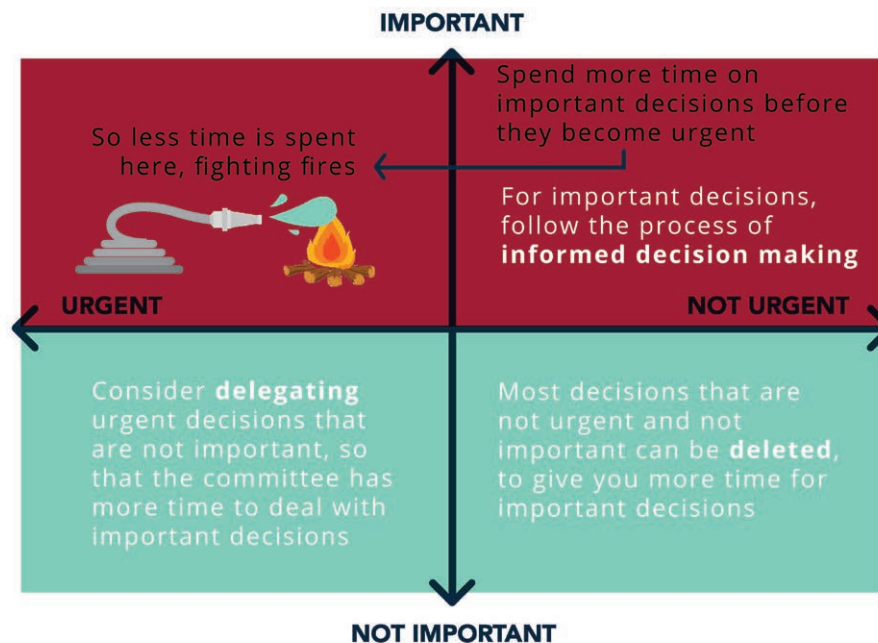 IMPORTANT
So less time is spent
here, fighting fires
Spend more time on
important decisions before
they become urgent
For important decisions,
follow the process of
informed decision making
URGENT
NOT URGENT
Consider delegating
urgent decisions that
are not important, so
that the committee has
more time to deal with
important decisions
Most decisions that are
not urgent and not
important can be deleted,
to give you more time for
important decisions
NOT IMPORTANT